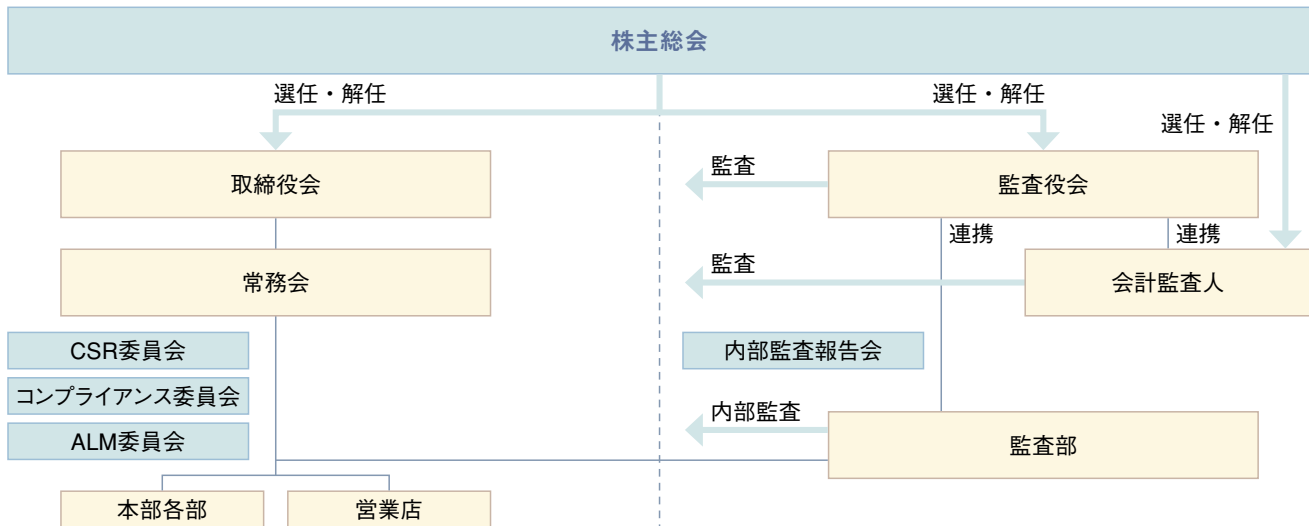 株主総会
選任・解任
選任・解任
選任・解任
取締役会
監査
監査役会
連携
連携
常務会
監査
会計監査人
CSR委員会
内部監査報告会
コンプライアンス委員会
内部監査
ALM委員会
監査部
本部各部
営業店